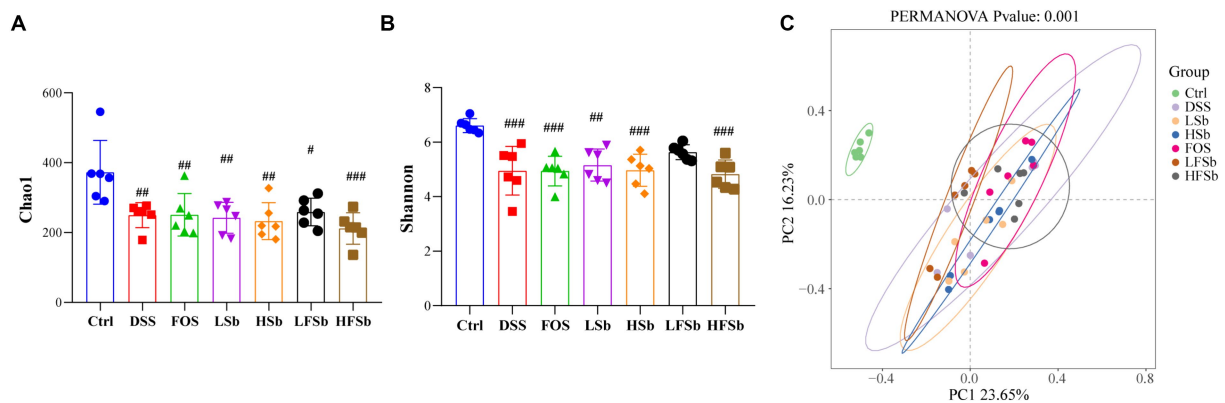 A
Chao1
600
400
200
0
##
##
##
##
#
###
Ctrl DSS FOS LSb HSb LFSb HFSb
B
Shannon
8
6
4
2
0
###
###
##
###
###
Ctrl DSS FOS LSb HSb LFSb HFSb
C
PERMANOVA Pvalue: 0.001
PC2 16.23%
0.4
0.0
−0.4
−0.4 0.0 0.4 0.8
PC1 23.65%
Group
Ctrl
DSS
LSb
HSb
FOS
LFSb
HFSb